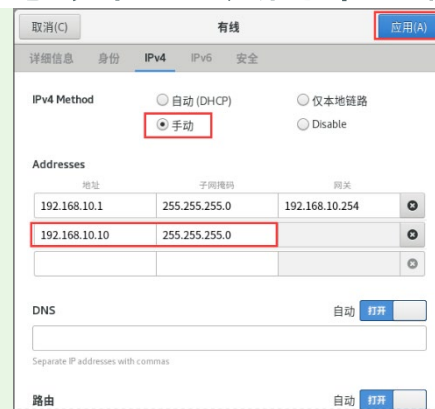 取消(C) 有线 应用(A)
详细信息 身份 IPv4 IPv6 安全
IPv4 Method 自动 (DHCP) 仅本地链路
手动 Disable
Addresses
地址 子网掩码 网关
192.168.10.1 255.255.255.0 192.168.10.254
192.168.10.10 255.255.255.0
DNS 自动 打开
Separate IP addresses with commas
路由 自动 打开